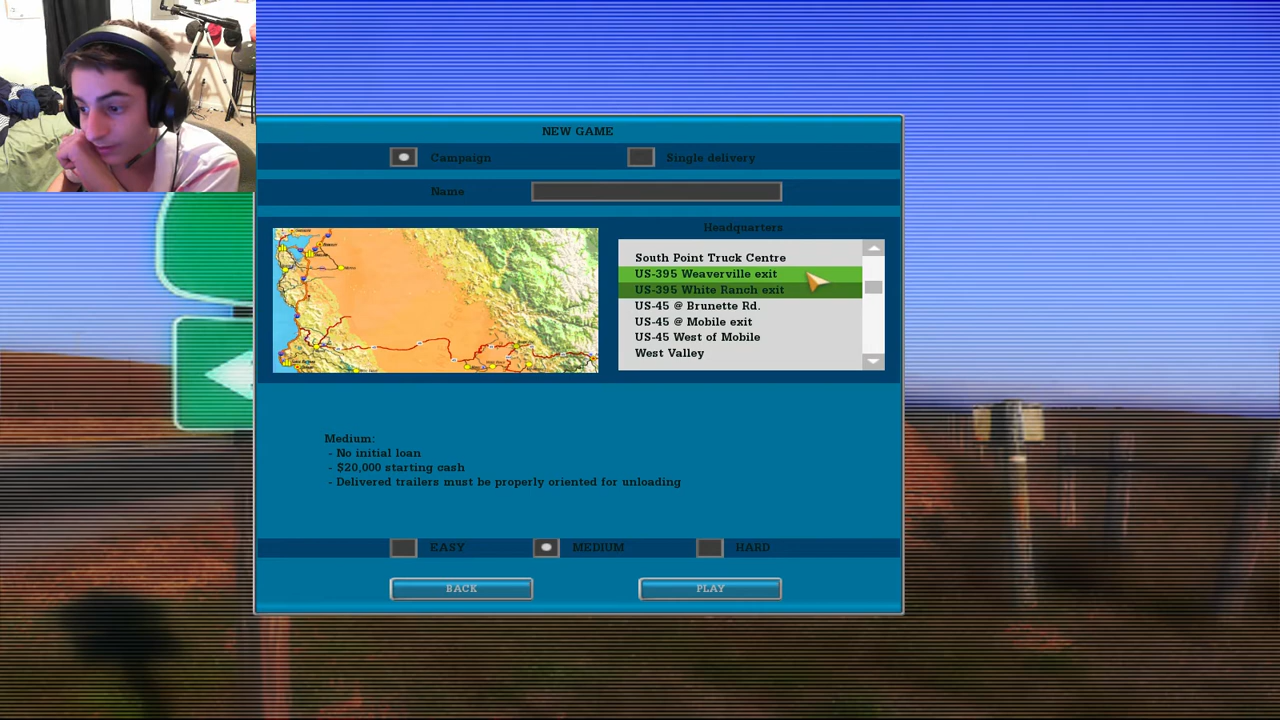 NEW GAME
Campaign
Single delivery
Name
Headquarters
South Point Truck Centre
US-395 Weaverville exit
US-395 White Ranch exit
US-45 @ Brunette Rd.
US-45 @ Mobile exit
US-45 West of Mobile
West Valley
Medium:
- No initial loan
- $20,000 starting cash
- Delivered trailers must be properly oriented for unloading
EASY
MEDIUM
HARD
BACK
PLAY